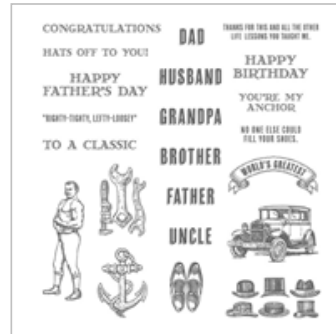 CONGRATULATIONS
HATS OFF TO YOU!
HAPPY
FATHER'S DAY
"RIGHTY-TIGHTY, LEFTY-LOOSEY"
TO A CLASSIC
DAD
HUSBAND
GRANDPA
BROTHER
FATHER
UNCLE
THANKS FOR THIS AND ALL THE OTHER
LIFE LESSONS YOU TAUGHT ME.
HAPPY
BIRTHDAY
YOU'RE MY
ANCHOR
NO ONE ELSE COULD
FILL YOUR SHOES.
WORLD'S GREATEST